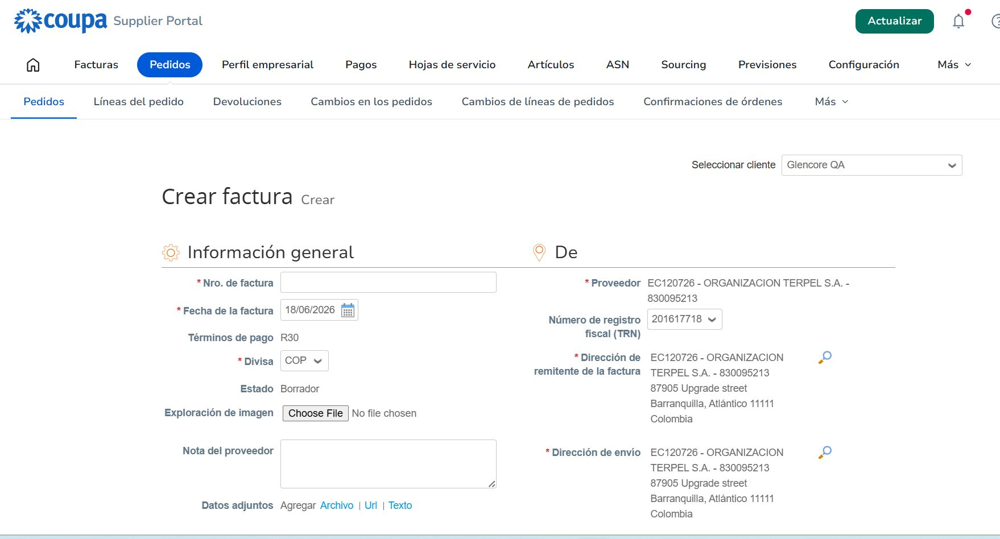 coupa Supplier Portal
Actualizar
Facturas Pedidos Perfil empresarial Pagos Hojas de servicio Artículos ASN Sourcing Previsiones Configuración Más
Pedidos Líneas del pedido Devoluciones Cambios en los pedidos Cambios de líneas de pedidos Confirmaciones de órdenes Más
Seleccionar cliente Glencore QA
Crear factura Crear
Información general
* Nro. de factura
* Fecha de la factura 18/06/2026
Términos de pago R30
* Divisa COP
Estado Borrador
Exploración de imagen Choose File No file chosen
Nota del proveedor
Datos adjuntos Agregar Archivo | Url | Texto
De
* Proveedor EC120726 - ORGANIZACION TERPEL S.A. -
830095213
Número de registro 201617718
fiscal (TRN)
* Dirección de EC120726 - ORGANIZACION
remitente de la factura TERPEL S.A. - 830095213
87905 Upgrade street
Barranquilla, Atlántico 11111
Colombia
* Dirección de envío EC120726 - ORGANIZACION
TERPEL S.A. - 830095213
87905 Upgrade street
Barranquilla, Atlántico 11111
Colombia